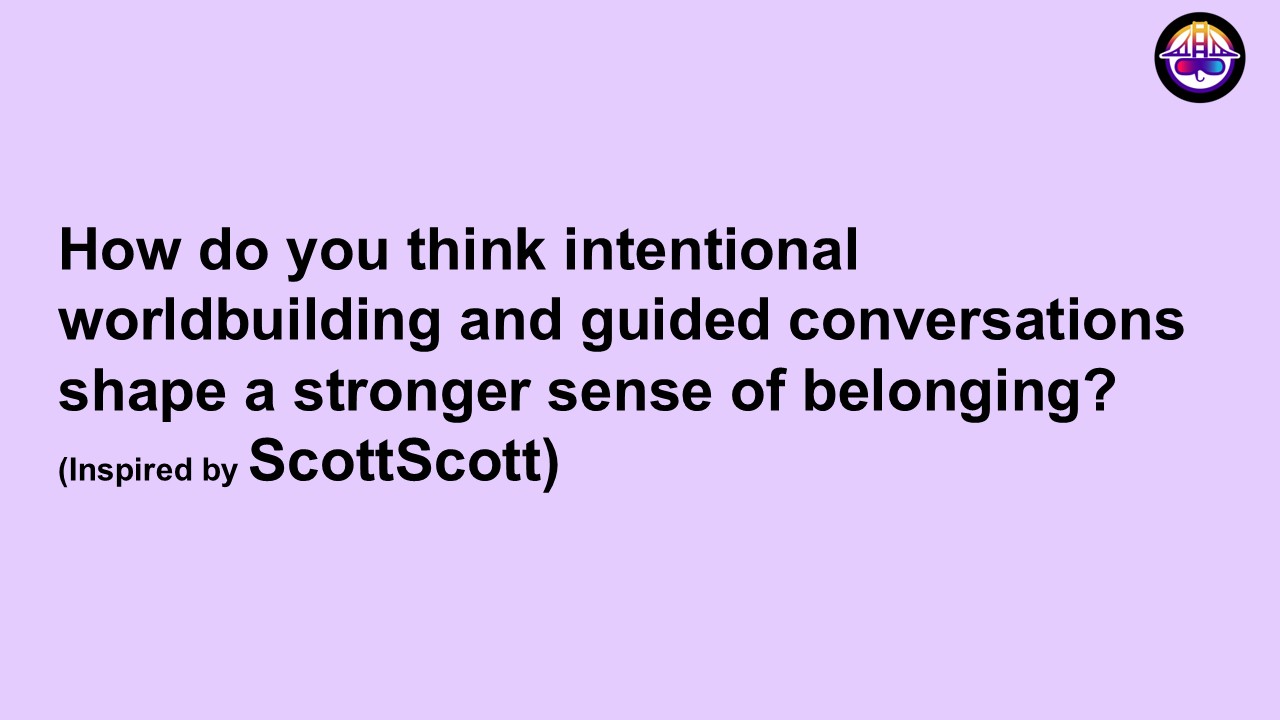 How do you think intentional
worldbuilding and guided conversations
shape a stronger sense of belonging?
(Inspired by ScottScott)